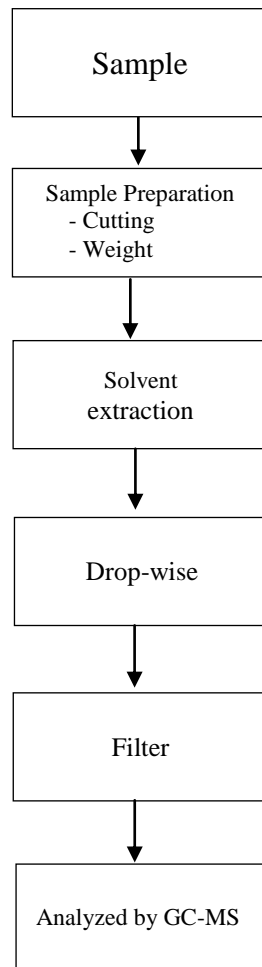 Sample
Sample Preparation
- Cutting
- Weight
Solvent
extraction
Drop-wise
Filter
Analyzed by GC-MS